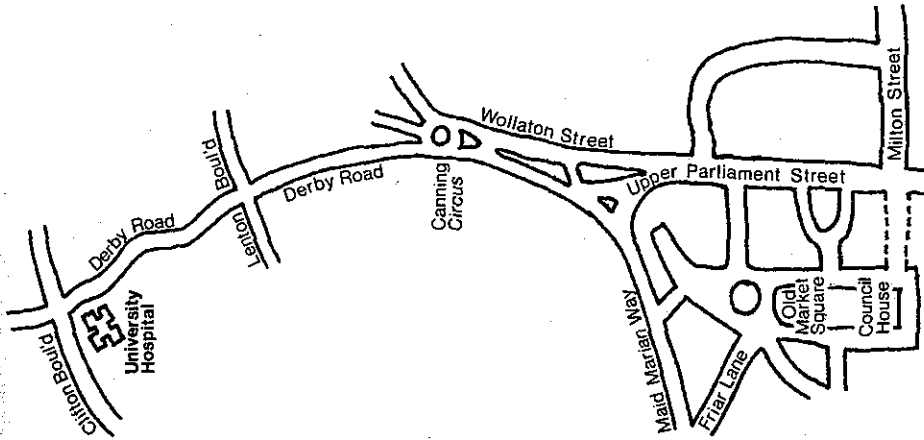 Clifton Boul'd
University
Hospital
Derby Road
Lenton
Boul'd
Derby Road
Canning
Circus
Wollaton Street
Upper Parliament Street
Milton Street
Maid Marian Way
Friar Lane
Old
Market
Square
Council
House